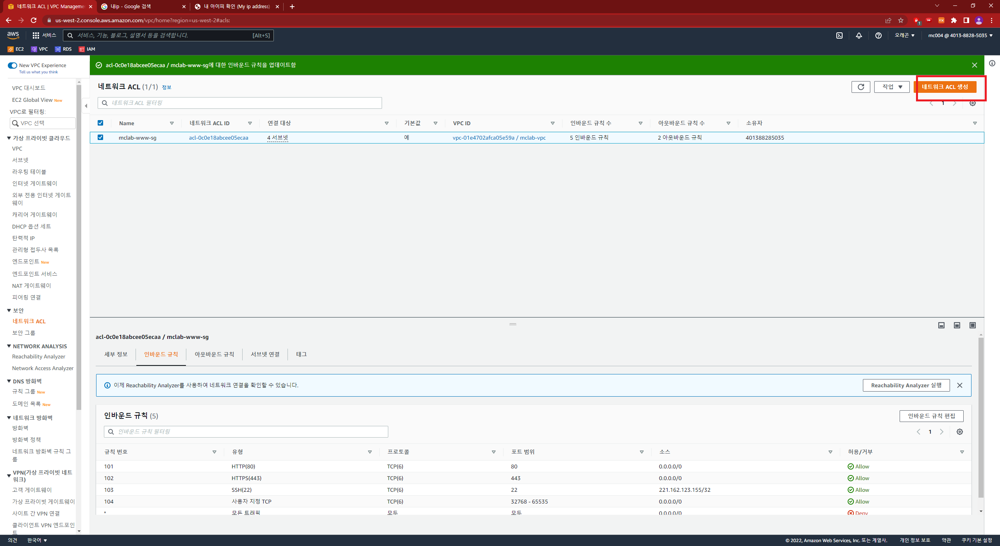 네트워크 ACL | VPC Manageme
내ip - Google 검색
내 아이피 확인 (My ip address)
us-west-2.console.aws.amazon.com/vpc/home?region=us-west-2#acls:
1
aws
서비스
서비스, 기능, 블로그, 설명서 등을 검색합니다.
[Alt+S]
오레곤
mc004 @ 4013-8828-5035
EC2
VPC
RDS
IAM
New VPC Experience
Tell us what you think
VPC 대시보드
EC2 Global View New
VPC로 필터링:
VPC 선택
가상 프라이빗 클라우드
VPC
서브넷
라우팅 테이블
인터넷 게이트웨이
외부 전용 인터넷 게이트
웨이
캐리어 게이트웨이
DHCP 옵션 세트
탄력적 IP
관리형 접두사 목록
엔드포인트 New
엔드포인트 서비스
NAT 게이트웨이
피어링 연결
보안
네트워크 ACL
보안 그룹
NETWORK ANALYSIS
Reachability Analyzer
Network Access Analyzer
DNS 방화벽
규칙 그룹 New
도메인 목록 New
네트워크 방화벽
방화벽
방화벽 정책
네트워크 방화벽 규칙 그
룹
VPN(가상 프라이빗 네트
워크)
고객 게이트웨이
가상 프라이빗 게이트웨이
사이트 간 VPN 연결
클라이언트 VPN 엔드포인
트
acl-0c0e18abcee05ecaa / mclab-www-sg에 대한 인바운드 규칙을 업데이트함
네트워크 ACL (1/1) 정보
작업
네트워크 ACL 생성
네트워크 ACL 필터링
1
Name 네트워크 ACL ID 연결 대상 기본값 VPC ID 인바운드 규칙 수 아웃바운드 규칙 수 소유자
mclab-www-sg acl-0c0e18abcee05ecaa 4 서브넷 예 vpc-01e4702afca05e59a / mclab-vpc 5 인바운드 규칙 2 아웃바운드 규칙 401388285035
acl-0c0e18abcee05ecaa / mclab-www-sg
세부 정보 인바운드 규칙 아웃바운드 규칙 서브넷 연결 태그
이제 Reachability Analyzer를 사용하여 네트워크 연결을 확인할 수 있습니다.
Reachability Analyzer 실행
인바운드 규칙 (5)
인바운드 규칙 편집
인바운드 규칙 필터링
1
규칙 번호 유형 프로토콜 포트 범위 소스 허용/거부
101 HTTP(80) TCP(6) 80 0.0.0.0/0 Allow
102 HTTPS(443) TCP(6) 443 0.0.0.0/0 Allow
103 SSH(22) TCP(6) 22 221.162.123.155/32 Allow
104 사용자 지정 TCP TCP(6) 32768 - 65535 0.0.0.0/0 Allow
* 모든 트래픽 모두 모두 0.0.0.0/0 Deny
의견
한국어
© 2022, Amazon Web Services, Inc. 또는 계열사.
개인 정보 보호
약관
쿠키 기본 설정